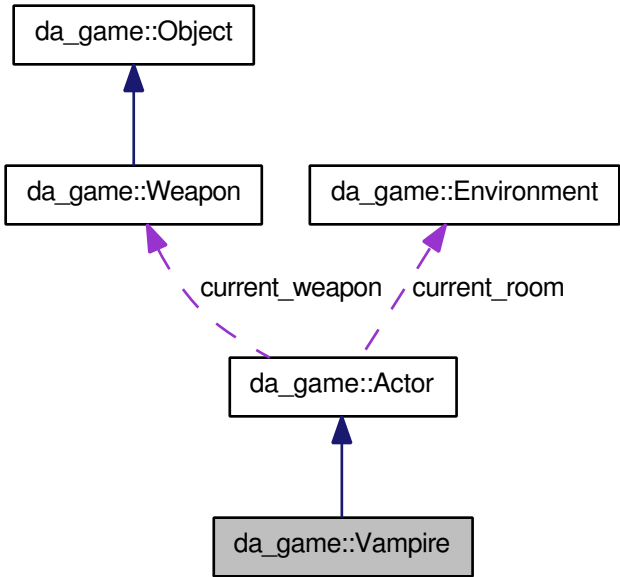 da_game::Object
da_game::Weapon
da_game::Environment
current_weapon
current_room
da_game::Actor
da_game::Vampire